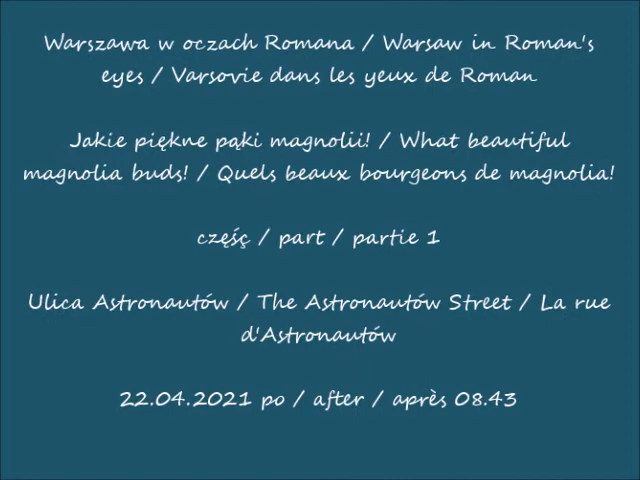 Warszawa w oczach Romana / Warsaw in Roman's
eyes / Varsovie dans les yeux de Roman
Jakie piękne pąki magnolii! / What beautiful
magnolia buds! / Quels beaux bourgeons de magnolia!
częśç / part / partie 1
Ulica Astronautów / The Astronautów Street / La rue
d'Astronautów
22.04.2021 po / after / après 08.43